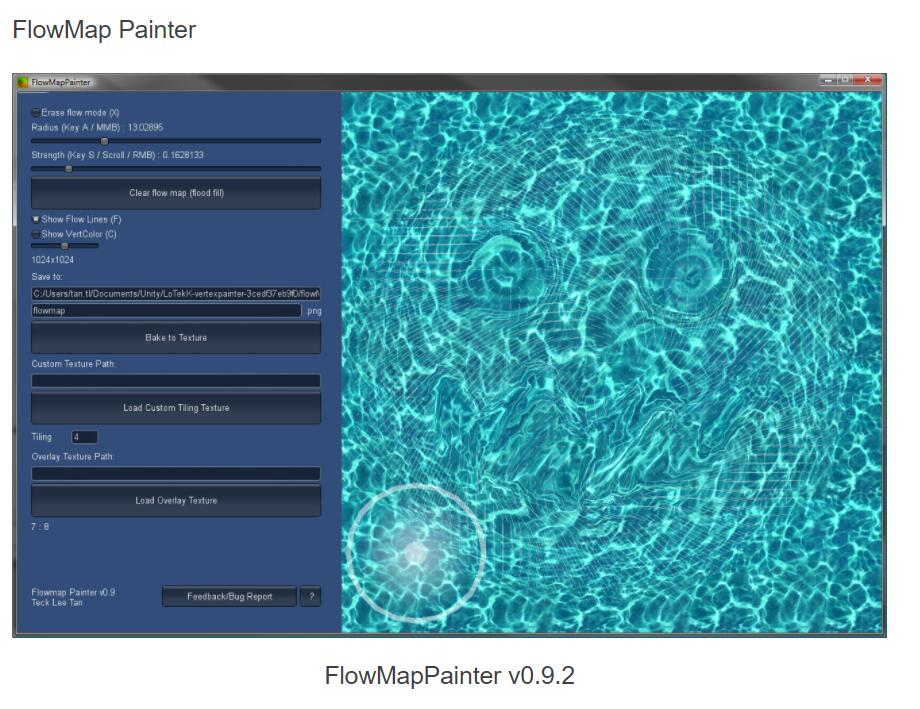 FlowMap Painter
FlowMapPainter
Erase flow mode (X)
Radius (Key A / MMB) : 13.02895
Strength (Key S / Scroll / RMB) : 0.1628133
Clear flow map (flood fill)
Show Flow Lines (F)
Show VertColor (C)
1024x1024
Save to:
C:/Users/tan.tl/Documents/Unity/LoTekK-vertexpainter-3cedf37eb9f0/flow
flowmap .png
Bake to Texture
Custom Texture Path:
Load Custom Tiling Texture
Tiling 4
Overlay Texture Path:
Load Overlay Texture
7 : 8
Flowmap Painter v0.9
Teck Lee Tan
Feedback/Bug Report ?
FlowMapPainter v0.9.2